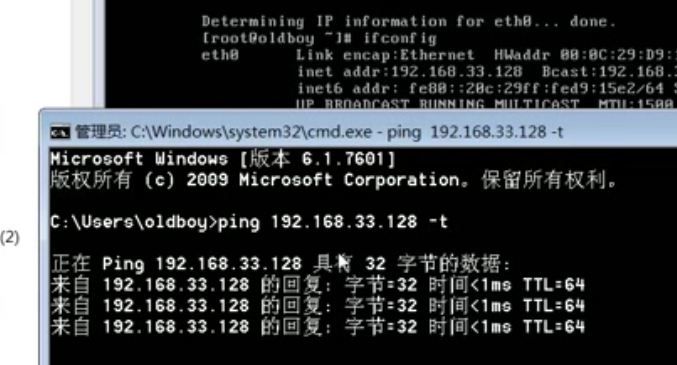 Determining IP information for eth0... done.
[root@oldboy ~]# ifconfig
eth0 Link encap:Ethernet HWaddr 00:0C:29:D9:
inet addr:192.168.33.128 Bcast:192.168.3
inet6 addr: fe80::20c:29ff:fed9:15e2/64
UP BROADCAST RUNNING MULTICAST MTU:1500
管理员: C:\Windows\system32\cmd.exe - ping 192.168.33.128 -t
Microsoft Windows [版本 6.1.7601]
版权所有 (c) 2009 Microsoft Corporation。保留所有权利。
C:\Users\oldboy>ping 192.168.33.128 -t
(2)
正在 Ping 192.168.33.128 具有 32 字节的数据:
来自 192.168.33.128 的回复: 字节=32 时间<1ms TTL=64
来自 192.168.33.128 的回复: 字节=32 时间<1ms TTL=64
来自 192.168.33.128 的回复: 字节=32 时间<1ms TTL=64